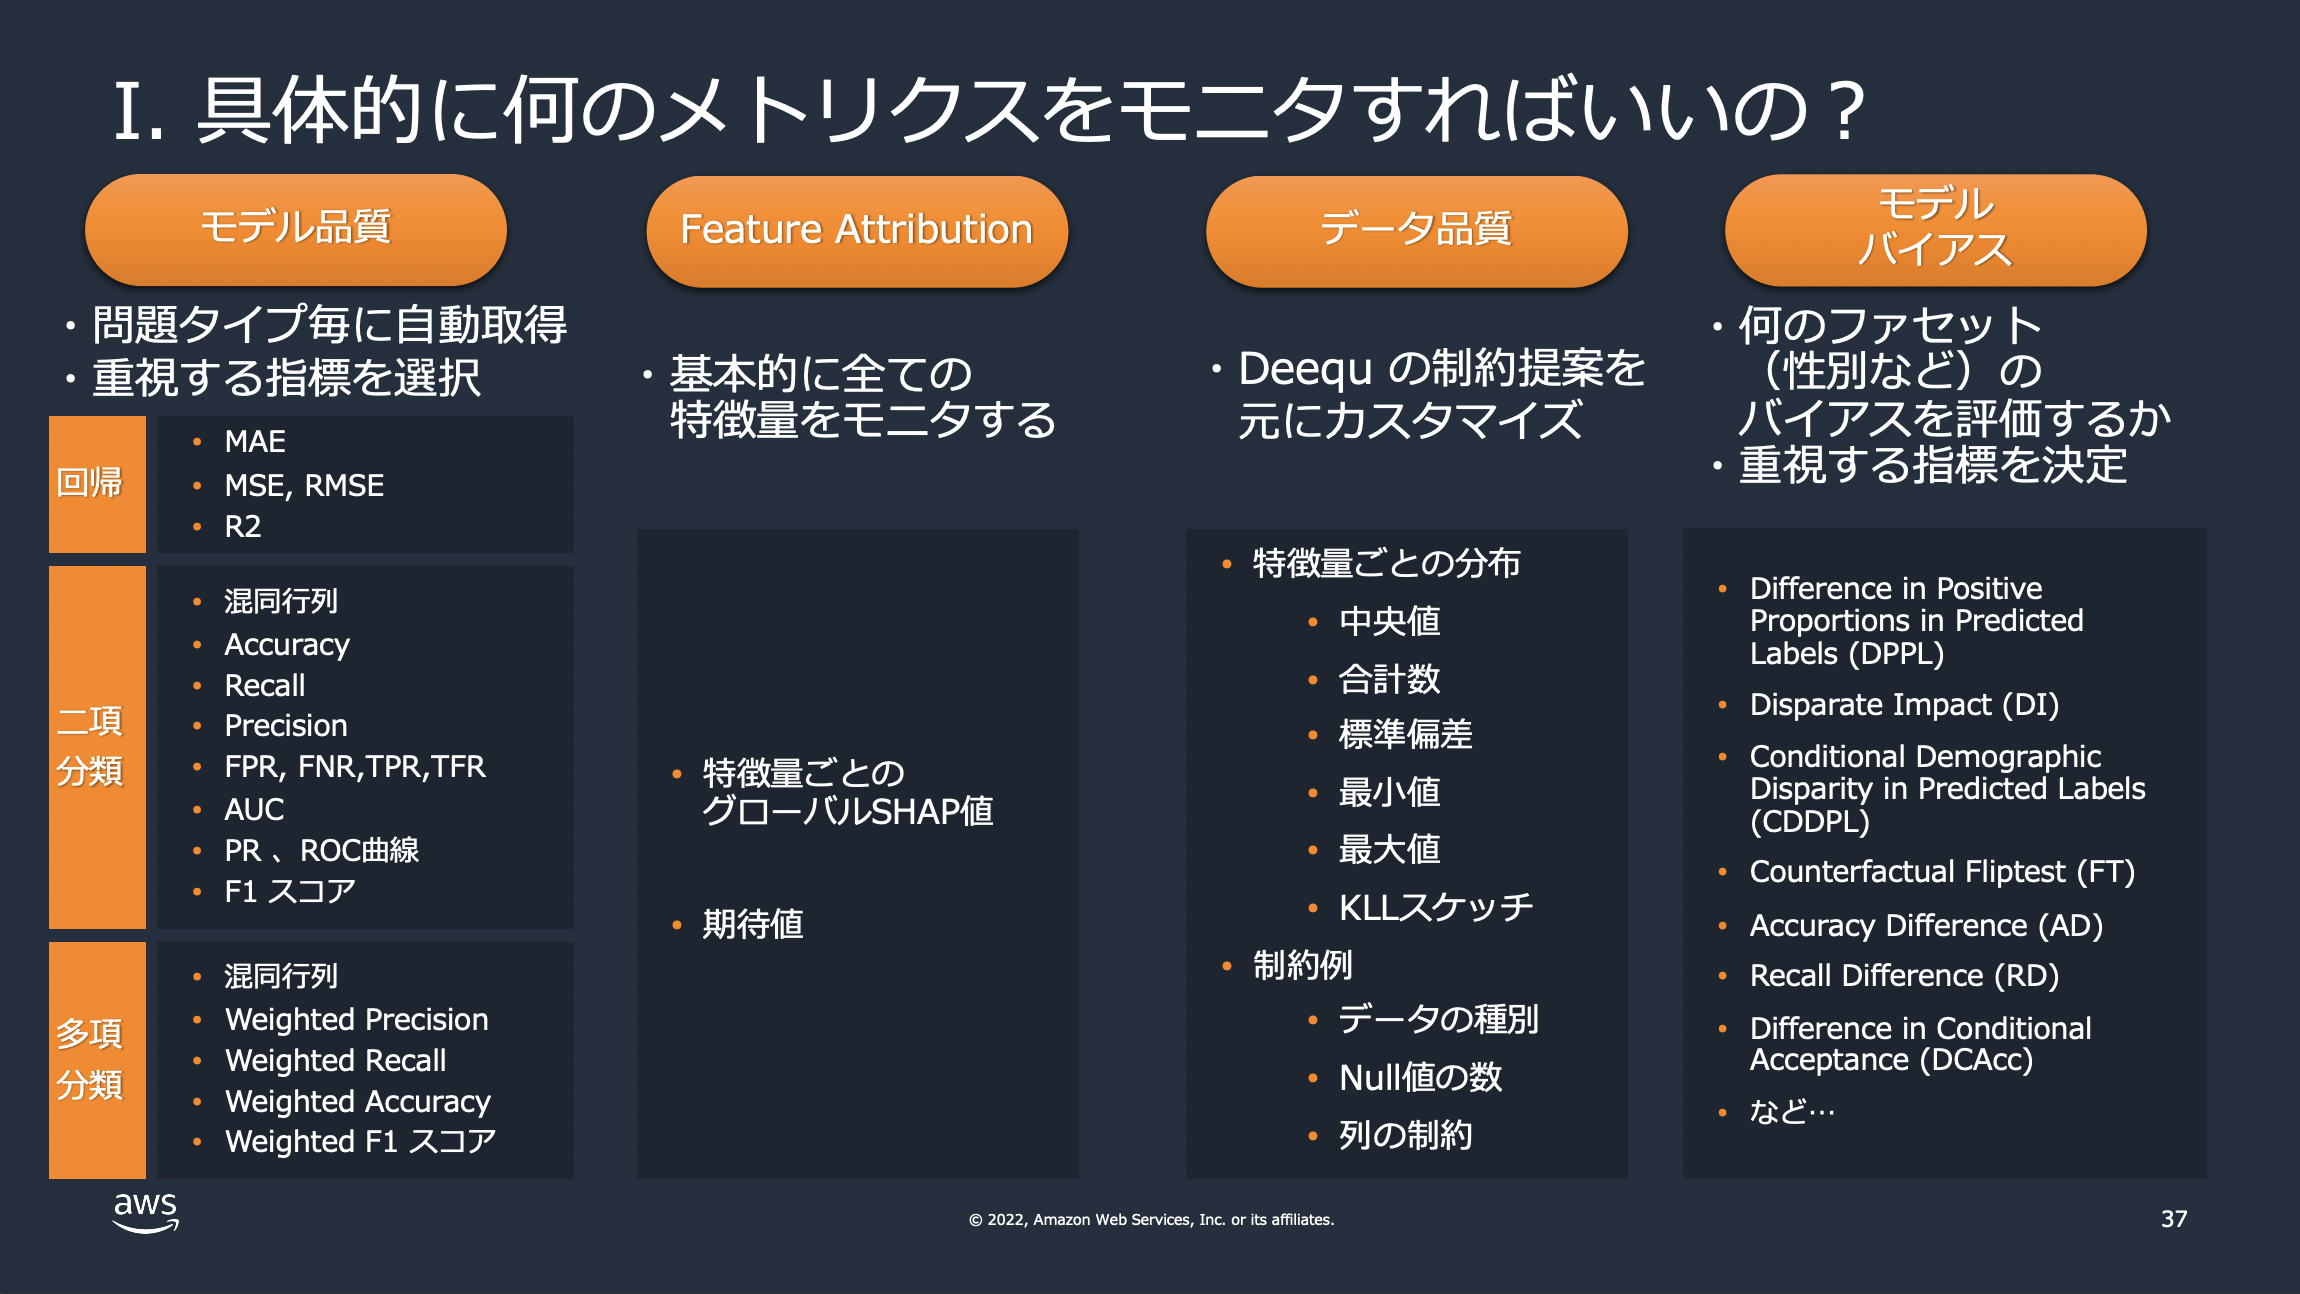 I. 具体的に何のメトリクスをモニタすればいいの？
モデル品質
・問題タイプ毎に自動取得
・重視する指標を選択
回帰
• MAE
• MSE, RMSE
• R2
二項
分類
• 混同行列
• Accuracy
• Recall
• Precision
• FPR, FNR,TPR,TFR
• AUC
• PR 、ROC曲線
• F1 スコア
多項
分類
• 混同行列
• Weighted Precision
• Weighted Recall
• Weighted Accuracy
• Weighted F1 スコア
Feature Attribution
・基本的に全ての
特徴量をモニタする
• 特徴量ごとの
グローバルSHAP値
• 期待値
データ品質
・Deequ の制約提案を
元にカスタマイズ
• 特徴量ごとの分布
• 中央値
• 合計数
• 標準偏差
• 最小値
• 最大値
• KLLスケッチ
• 制約例
• データの種別
• Null値の数
• 列の制約
モデル
バイアス
・何のファセット
（性別など）の
バイアスを評価するか
・重視する指標を決定
• Difference in Positive
Proportions in Predicted
Labels (DPPL)
• Disparate Impact (DI)
• Conditional Demographic
Disparity in Predicted Labels
(CDDPL)
• Counterfactual Fliptest (FT)
• Accuracy Difference (AD)
• Recall Difference (RD)
• Difference in Conditional
Acceptance (DCAcc)
• など…
aws
© 2022, Amazon Web Services, Inc. or its affiliates.
37